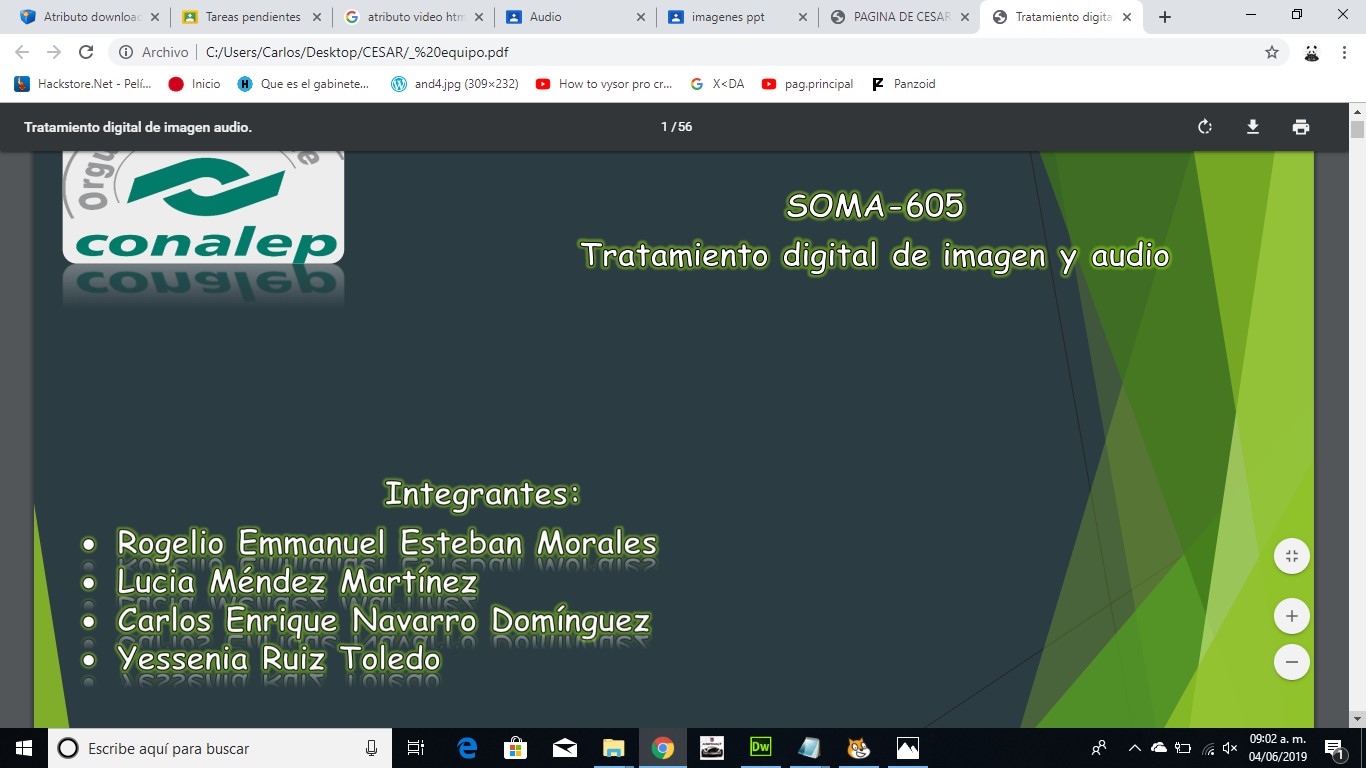 Atributo downloac
Tareas pendientes
atributo video htm
Audio
imagenes ppt
PAGINA DE CESAR
Tratamiento digita
Archivo
C:/Users/Carlos/Desktop/CESAR/_%20equipo.pdf
Hackstore.Net - Pelí...
Inicio
Que es el gabinete...
and4.jpg (309×232)
How to vysor pro cr...
X<DA
pag.principal
Panzoid
Tratamiento digital de imagen audio.
1 / 56
conalep
SOMA-605
Tratamiento digital de imagen y audio
Integrantes:
• Rogelio Emmanuel Esteban Morales
• Lucia Méndez Martínez
• Carlos Enrique Navarro Domínguez
• Yessenia Ruiz Toledo
Escribe aquí para buscar
Dw
09:02 a. m.
04/06/2019
1